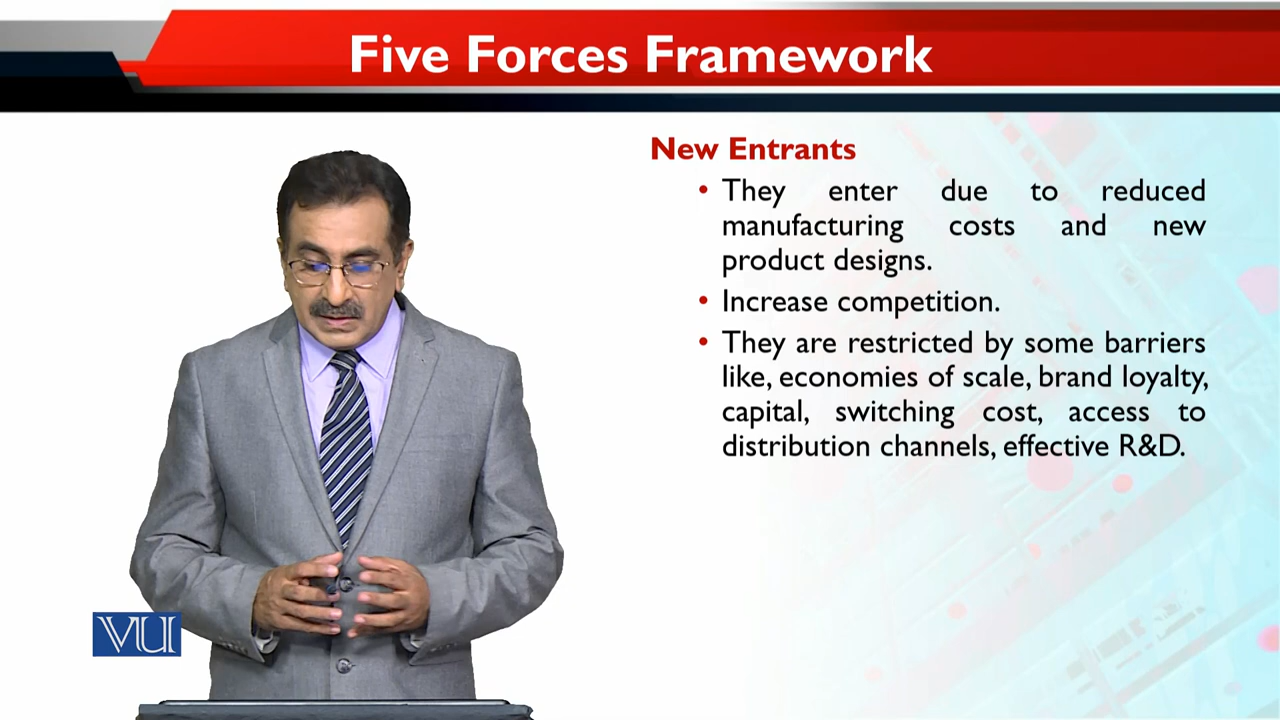 Five Forces Framework
New Entrants
• They enter due to reduced
manufacturing costs and new
product designs.
• Increase competition.
• They are restricted by some barriers
like, economies of scale, brand loyalty,
capital, switching cost, access to
distribution channels, effective R&D.
VU